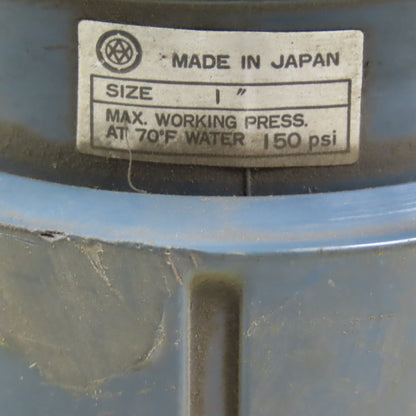 MADE IN JAPAN
SIZE 1"
MAX. WORKING PRESS.
AT 70°F WATER 150 psi